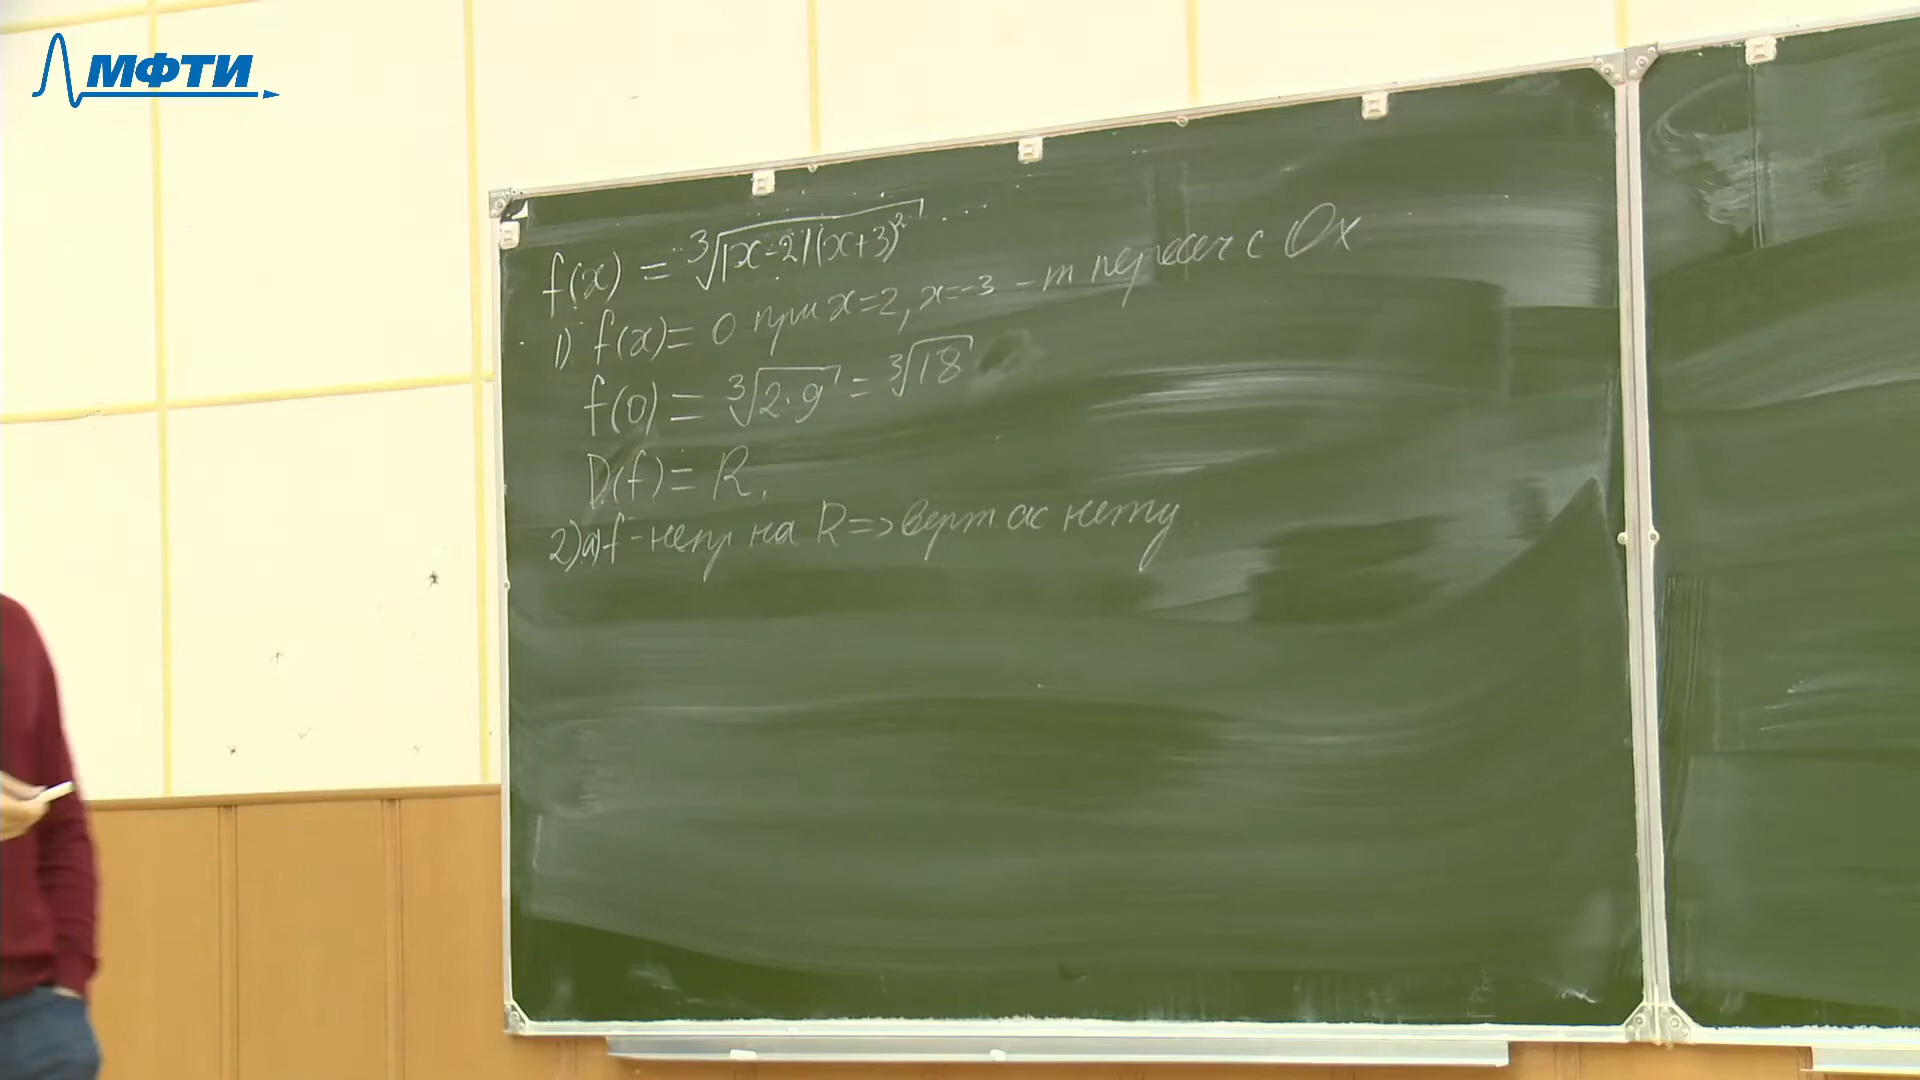 МФТИ
f(x) = ∛(|x-2|(x+3)²)
1) f(x) = 0 при x=2, x=-3 - т пересеч с Ox
f(0) = ∛(2·9) = ∛18
D(f) = R.
2) а) f - непр на R => верт. ас нету